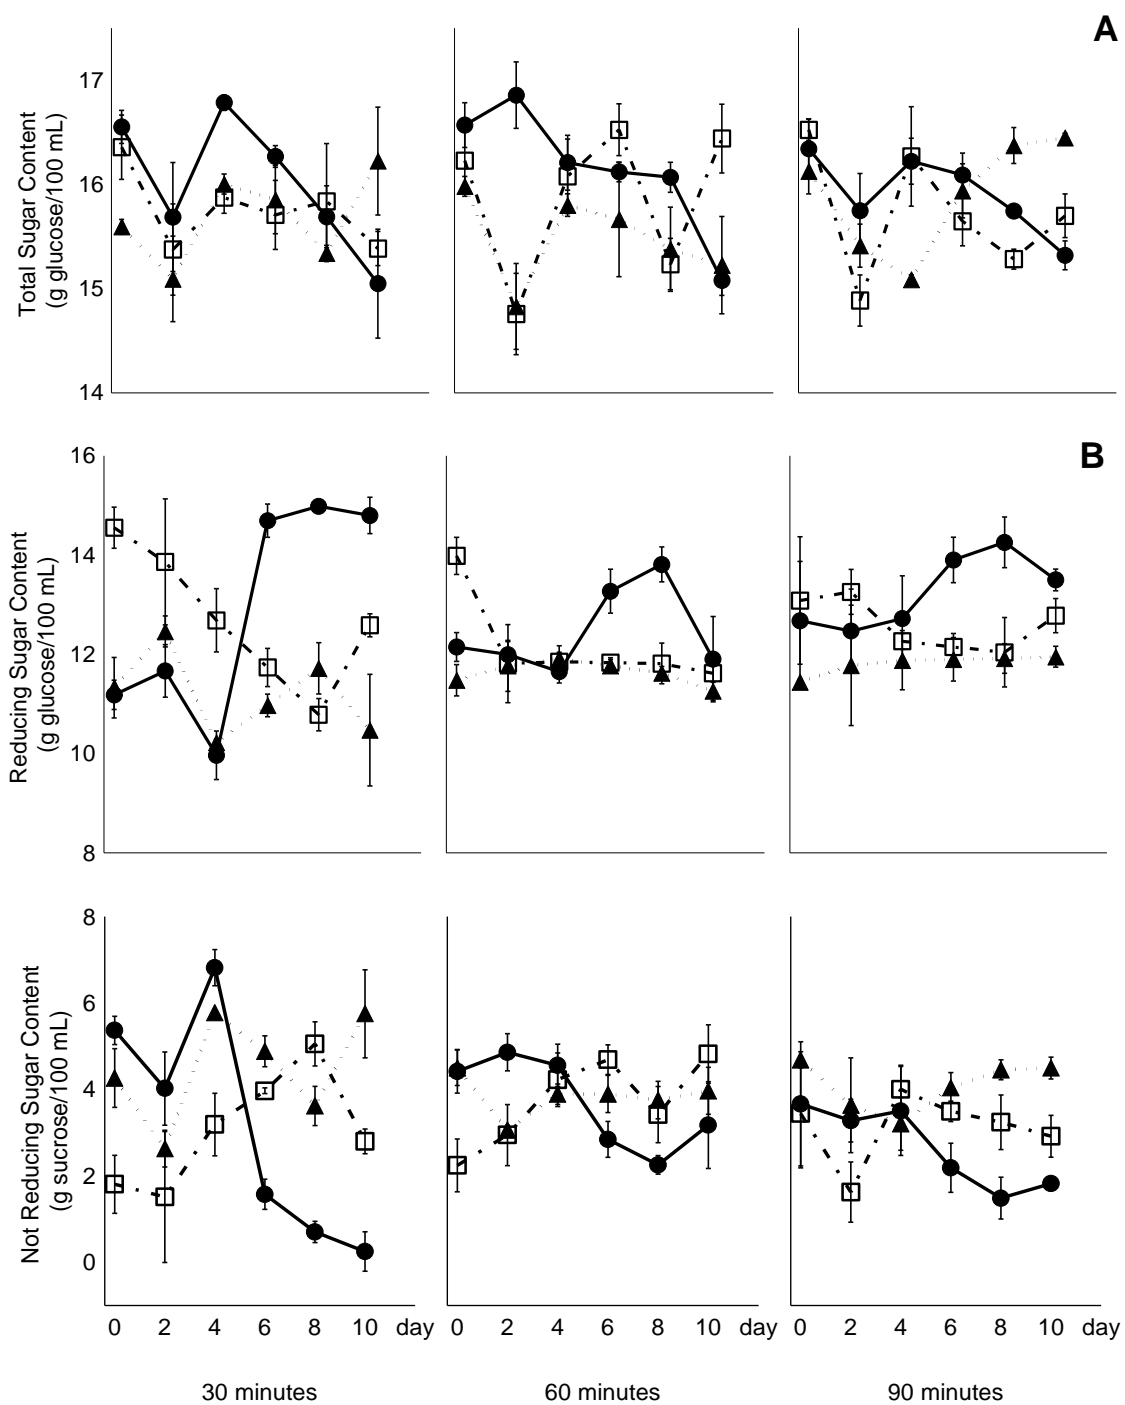 A
Total Sugar Content
(g glucose/100 mL)
17
16
15
14
B
Reducing Sugar Content
(g glucose/100 mL)
16
14
12
10
8
Not Reducing Sugar Content
(g sucrose/100 mL)
8
6
4
2
0
0 2 4 6 8 10 day 0 2 4 6 8 10 day 0 2 4 6 8 10 day
30 minutes 60 minutes 90 minutes